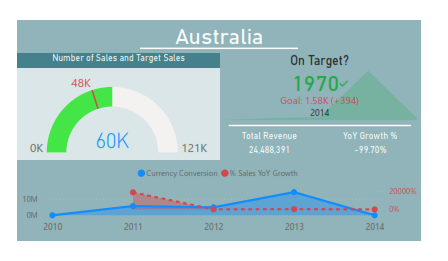 Australia
Number of Sales and Target Sales
48K
60K
0K
121K
On Target?
1970✓
Goal: 1.58K (+394)
2014
Total Revenue
YoY Growth %
24,488,391
-99.70%
Currency Conversion
% Sales YoY Growth
10M
0M
20000%
0%
2010
2011
2012
2013
2014